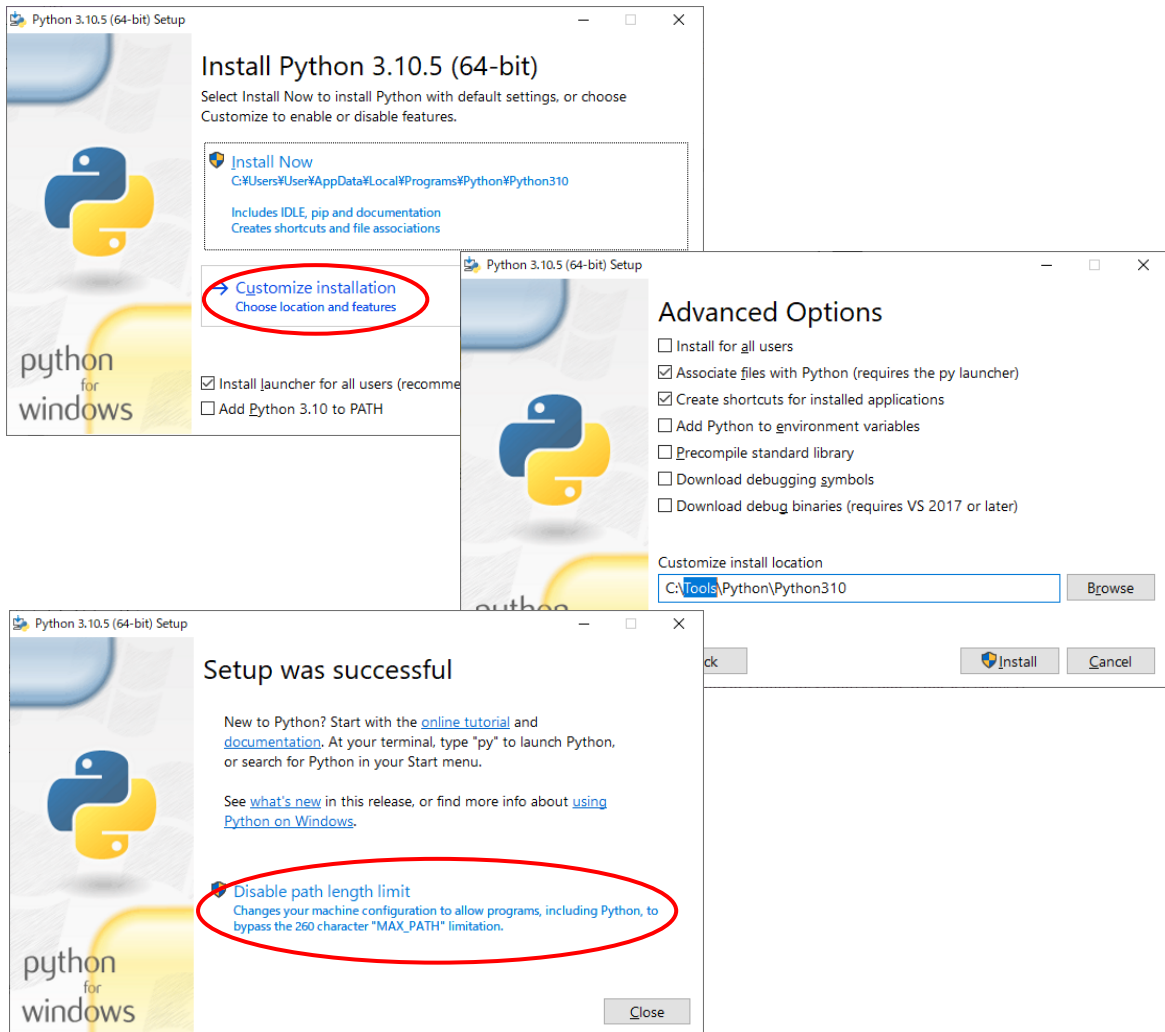 Python 3.10.5 (64-bit) Setup
Install Python 3.10.5 (64-bit)
Select Install Now to install Python with default settings, or choose
Customize to enable or disable features.
Install Now
C:¥Users¥User¥AppData¥Local¥Programs¥Python¥Python310
Includes IDLE, pip and documentation
Creates shortcuts and file associations
Customize installation
Choose location and features
Install launcher for all users (recomme
Add Python 3.10 to PATH
python
for
windows
Python 3.10.5 (64-bit) Setup
Advanced Options
Install for all users
Associate files with Python (requires the py launcher)
Create shortcuts for installed applications
Add Python to environment variables
Precompile standard library
Download debugging symbols
Download debug binaries (requires VS 2017 or later)
Customize install location
C:\Tools\Python\Python310
Browse
python
ck
Install
Cancel
Python 3.10.5 (64-bit) Setup
Setup was successful
New to Python? Start with the online tutorial and
documentation. At your terminal, type "py" to launch Python,
or search for Python in your Start menu.
See what's new in this release, or find more info about using
Python on Windows.
Disable path length limit
Changes your machine configuration to allow programs, including Python, to
bypass the 260 character "MAX_PATH" limitation.
python
for
windows
Close